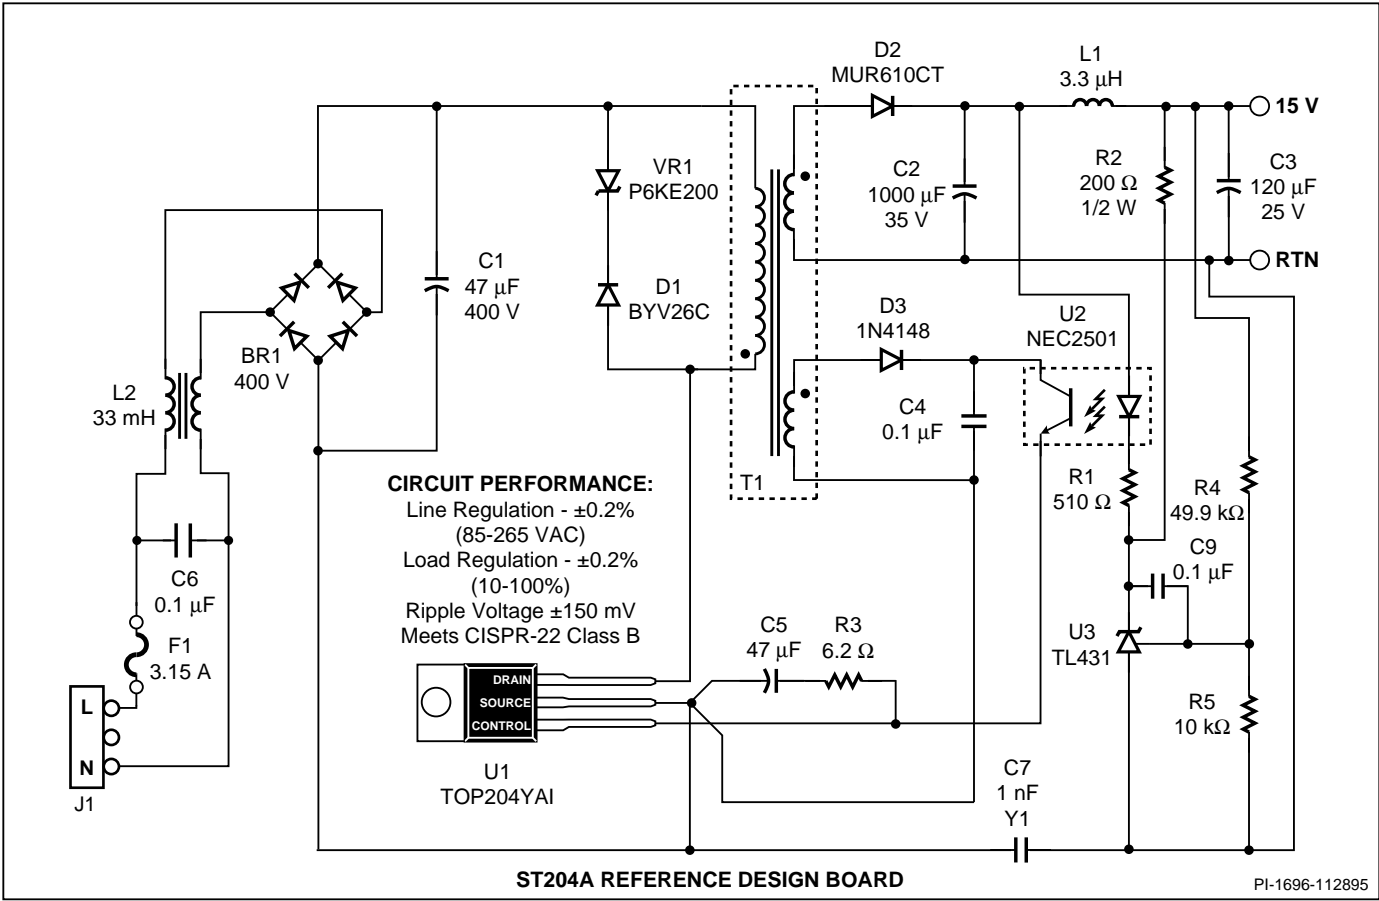 D2
MUR610CT
L1
3.3 µH
15 V
VR1
P6KE200
C2
1000 µF
35 V
R2
200 Ω
1/2 W
C3
120 µF
25 V
RTN
C1
47 µF
400 V
D1
BYV26C
D3
1N4148
U2
NEC2501
BR1
400 V
L2
33 mH
C4
0.1 µF
T1
R1
510 Ω
R4
49.9 kΩ
CIRCUIT PERFORMANCE:
Line Regulation - ±0.2%
(85-265 VAC)
Load Regulation - ±0.2%
(10-100%)
Ripple Voltage ±150 mV
Meets CISPR-22 Class B
C9
0.1 µF
C6
0.1 µF
F1
3.15 A
C5
47 µF
R3
6.2 Ω
U3
TL431
DRAIN
SOURCE
CONTROL
L
N
J1
R5
10 kΩ
U1
TOP204YAI
C7
1 nF
Y1
ST204A REFERENCE DESIGN BOARD
PI-1696-112895